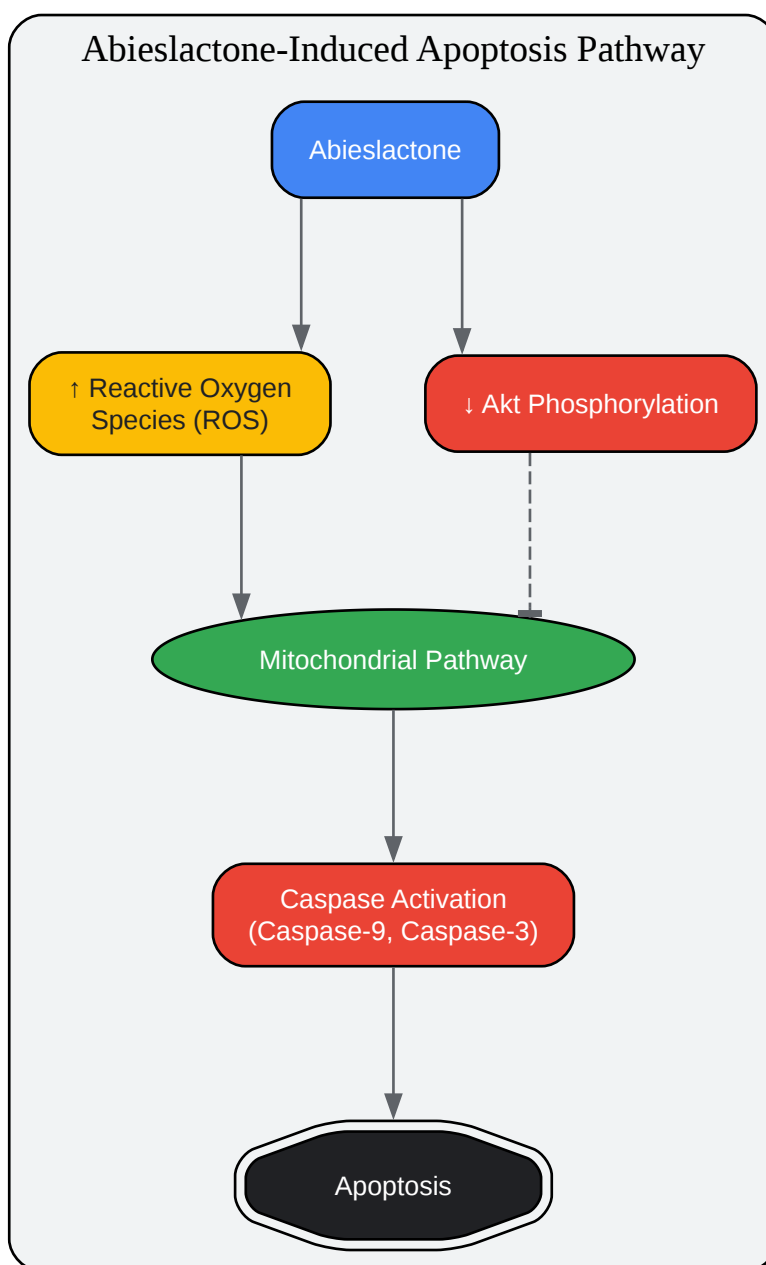 Abieslactone-Induced Apoptosis Pathway
Abieslactone
↑ Reactive Oxygen
Species (ROS)
↓ Akt Phosphorylation
Mitochondrial Pathway
Caspase Activation
(Caspase-9, Caspase-3)
Apoptosis